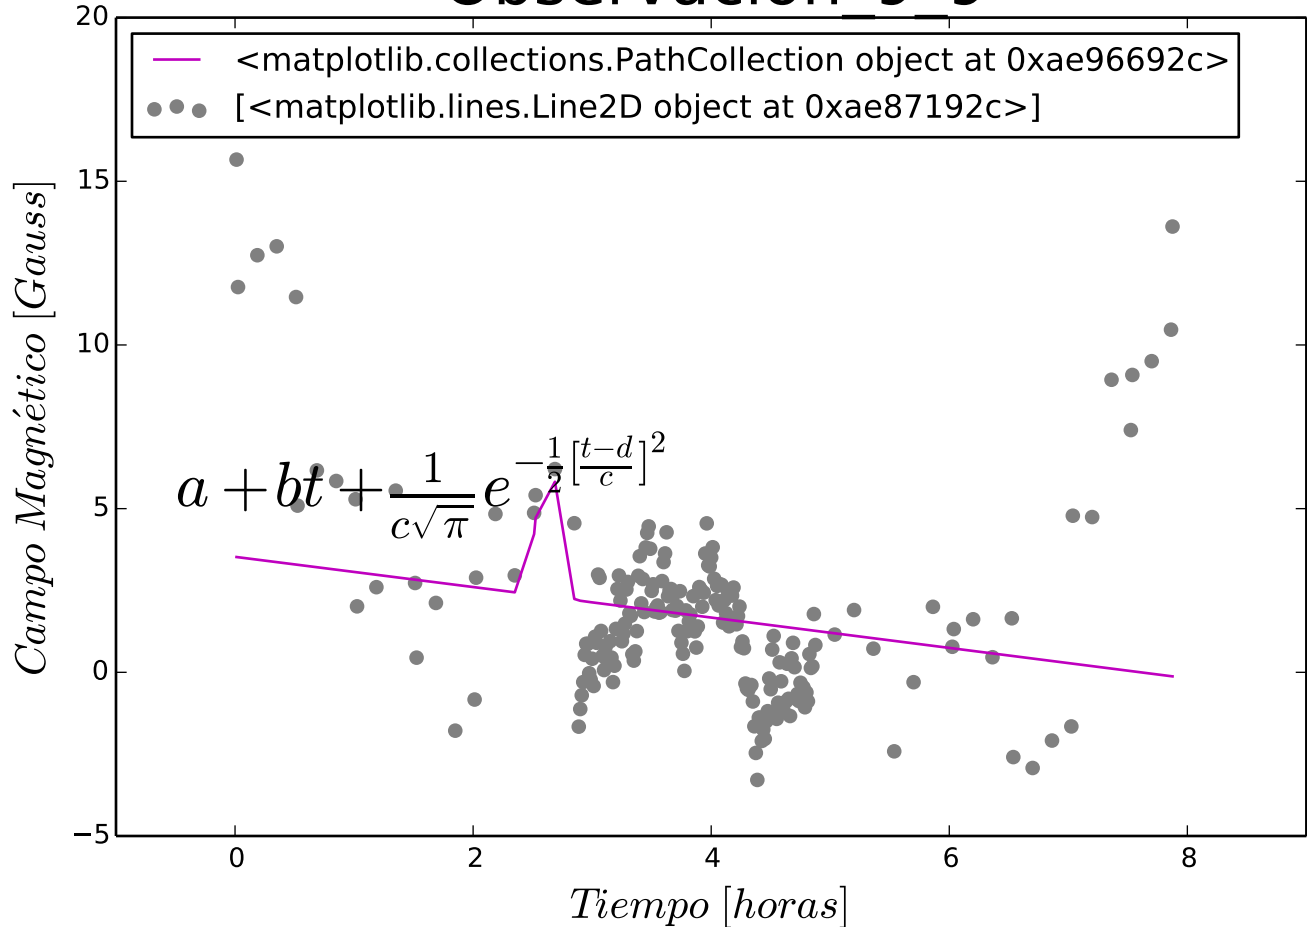 <matplotlib.collections.PathCollection object at 0xae96692c>
[<matplotlib.lines.Line2D object at 0xae87192c>]
20
15
10
5
0
−5
Campo Magnético [Gauss]
a + bt + \frac{1}{c\sqrt{\pi}} e^{-\frac{1}{2}\left[\frac{t-d}{c}\right]^2}
0 2 4 6 8
Tiempo [horas]